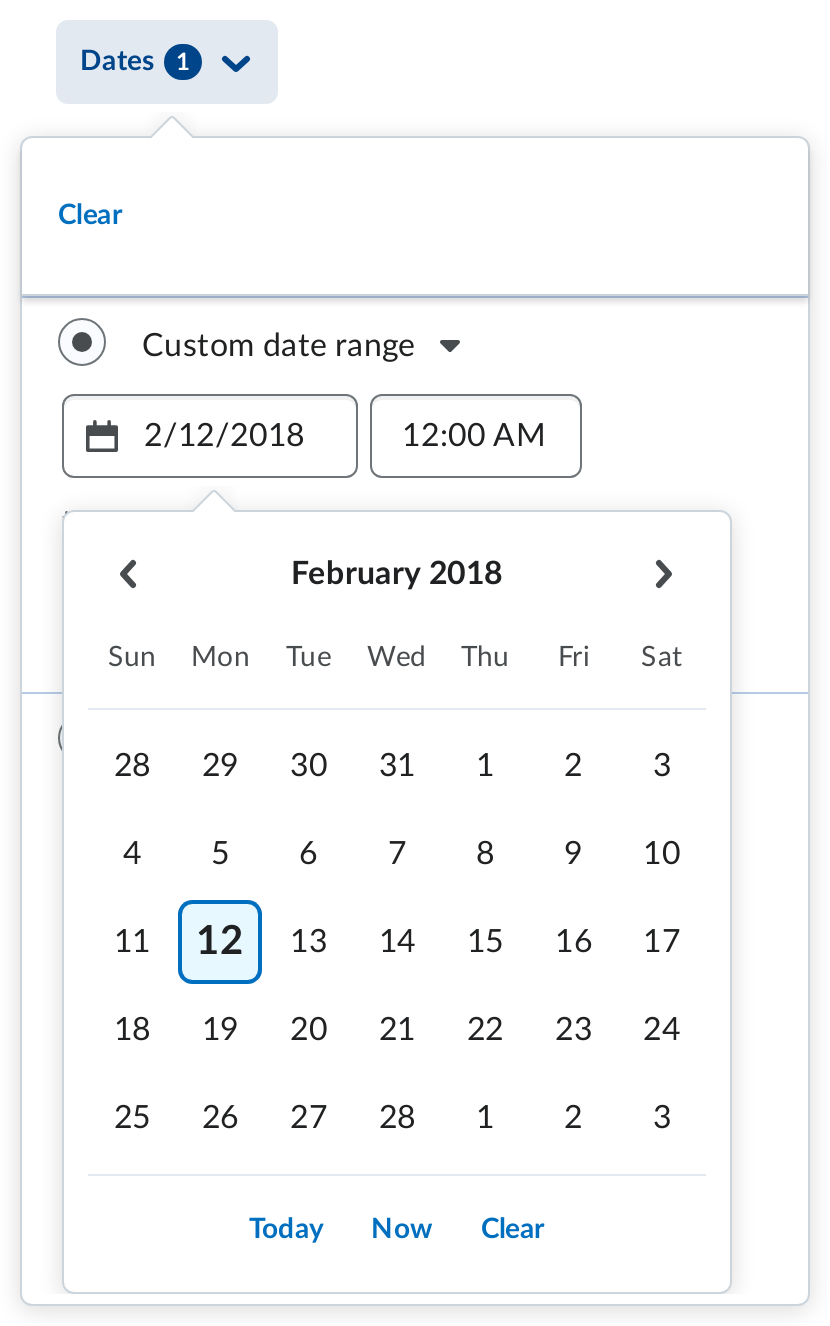 Dates 1
Clear
Custom date range
2/12/2018 12:00 AM
February 2018
Sun Mon Tue Wed Thu Fri Sat
28 29 30 31 1 2 3
4 5 6 7 8 9 10
11 12 13 14 15 16 17
18 19 20 21 22 23 24
25 26 27 28 1 2 3
Today Now Clear